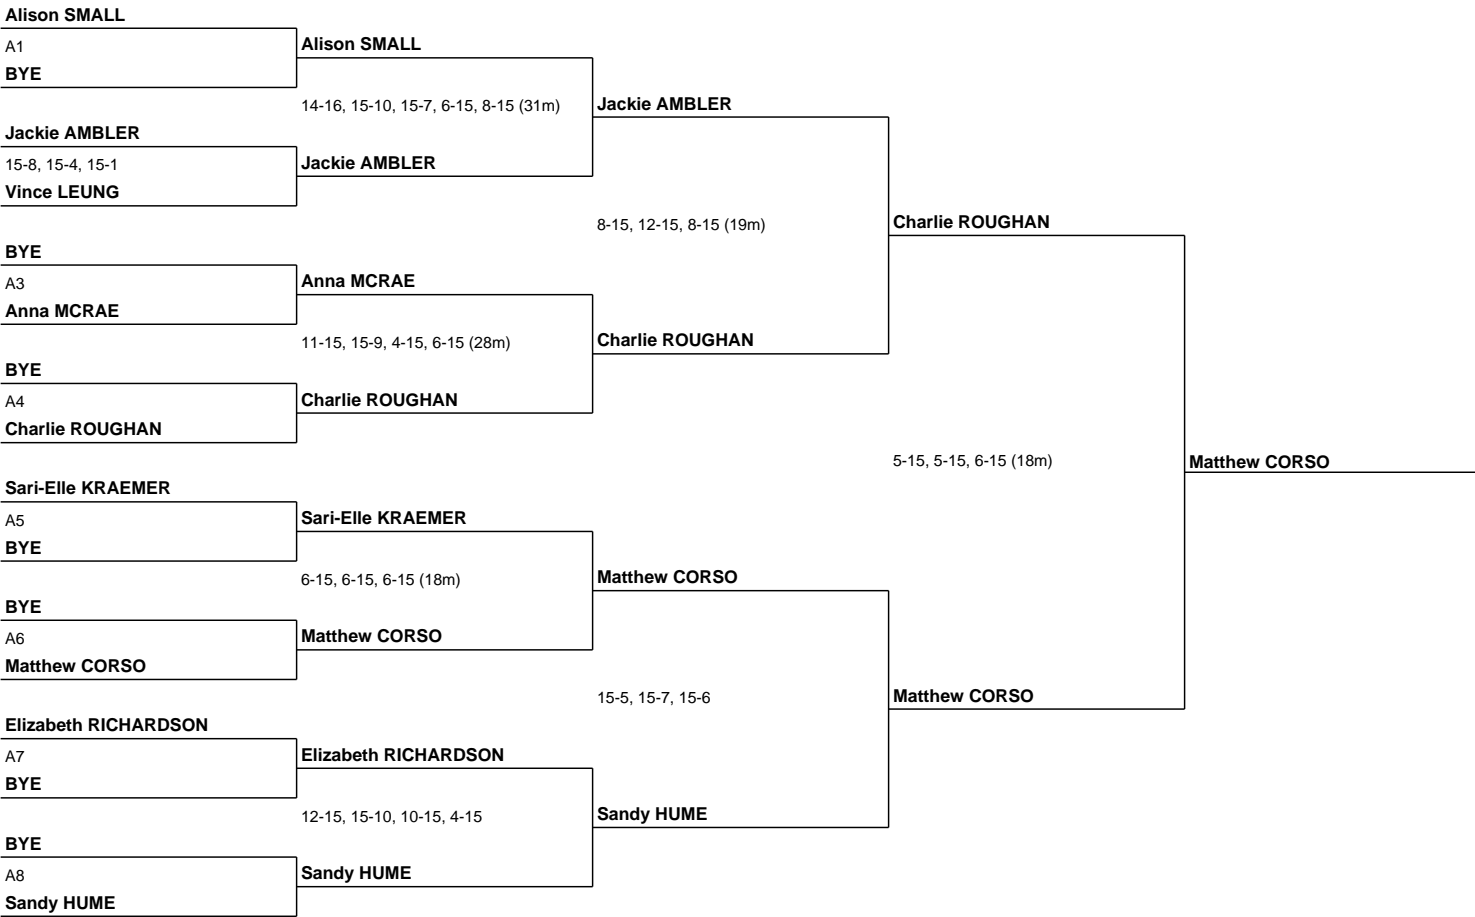 Alison SMALL
A1
BYE
Alison SMALL
14-16, 15-10, 15-7, 6-15, 8-15 (31m)
Jackie AMBLER
Jackie AMBLER
15-8, 15-4, 15-1
Vince LEUNG
Jackie AMBLER
8-15, 12-15, 8-15 (19m)
Charlie ROUGHAN
BYE
A3
Anna MCRAE
Anna MCRAE
11-15, 15-9, 4-15, 6-15 (28m)
Charlie ROUGHAN
BYE
A4
Charlie ROUGHAN
Charlie ROUGHAN
5-15, 5-15, 6-15 (18m)
Matthew CORSO
Sari-Elle KRAEMER
A5
BYE
Sari-Elle KRAEMER
6-15, 6-15, 6-15 (18m)
Matthew CORSO
BYE
A6
Matthew CORSO
Matthew CORSO
15-5, 15-7, 15-6
Matthew CORSO
Elizabeth RICHARDSON
A7
BYE
Elizabeth RICHARDSON
12-15, 15-10, 10-15, 4-15
Sandy HUME
BYE
A8
Sandy HUME
Sandy HUME